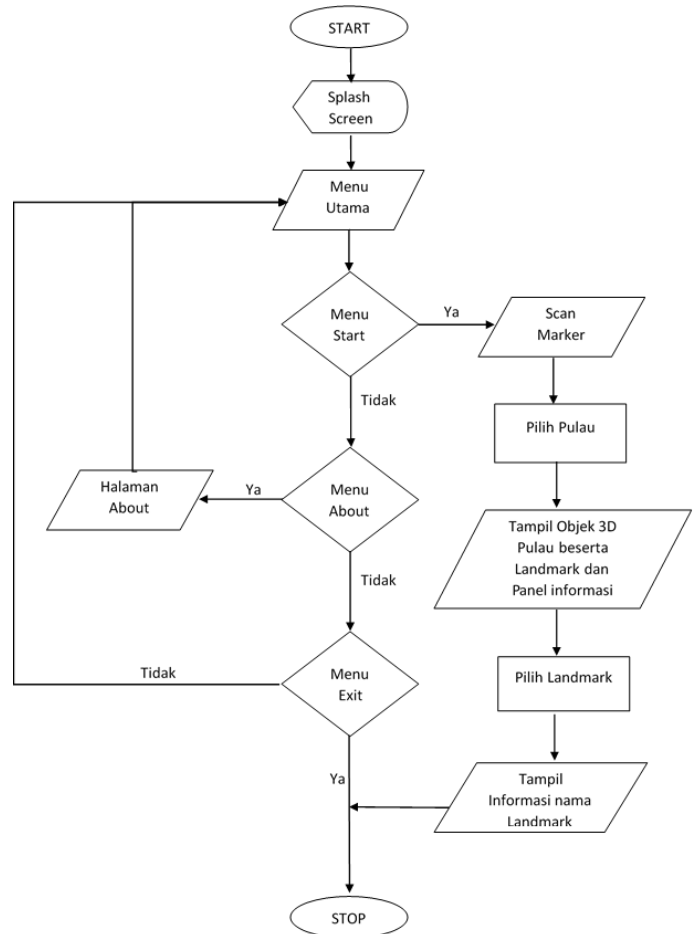 START
Splash
Screen
Menu
Utama
Menu
Start
Ya
Scan
Marker
Tidak
Pilih Pulau
Menu
About
Ya
Halaman
About
Tampil Objek 3D
Pulau beserta
Landmark dan
Panel informasi
Tidak
Menu
Exit
Tidak
Pilih Landmark
Ya
Tampil
Informasi nama
Landmark
STOP